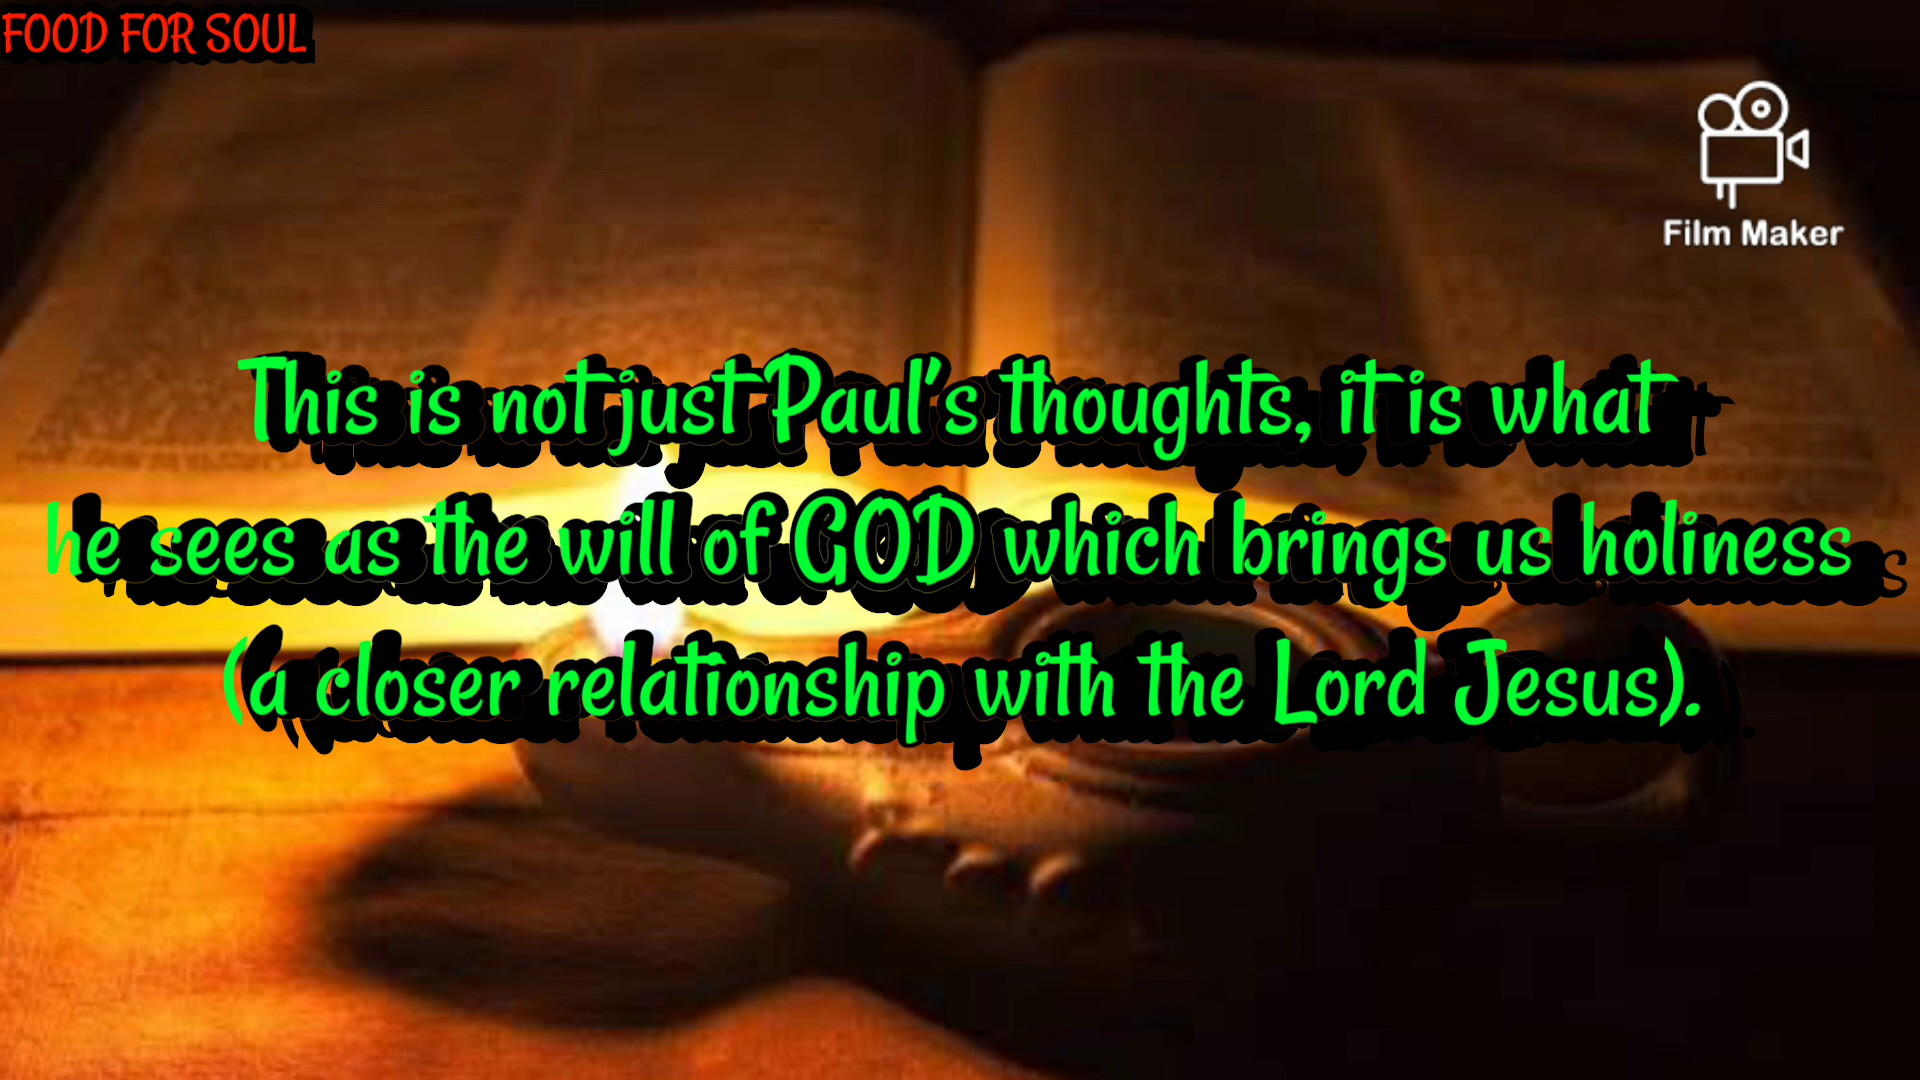 FOOD FOR SOUL
Film Maker
This is not just Paul's thoughts, it is what
he sees as the will of GOD which brings us holiness
(a closer relationship with the Lord Jesus).